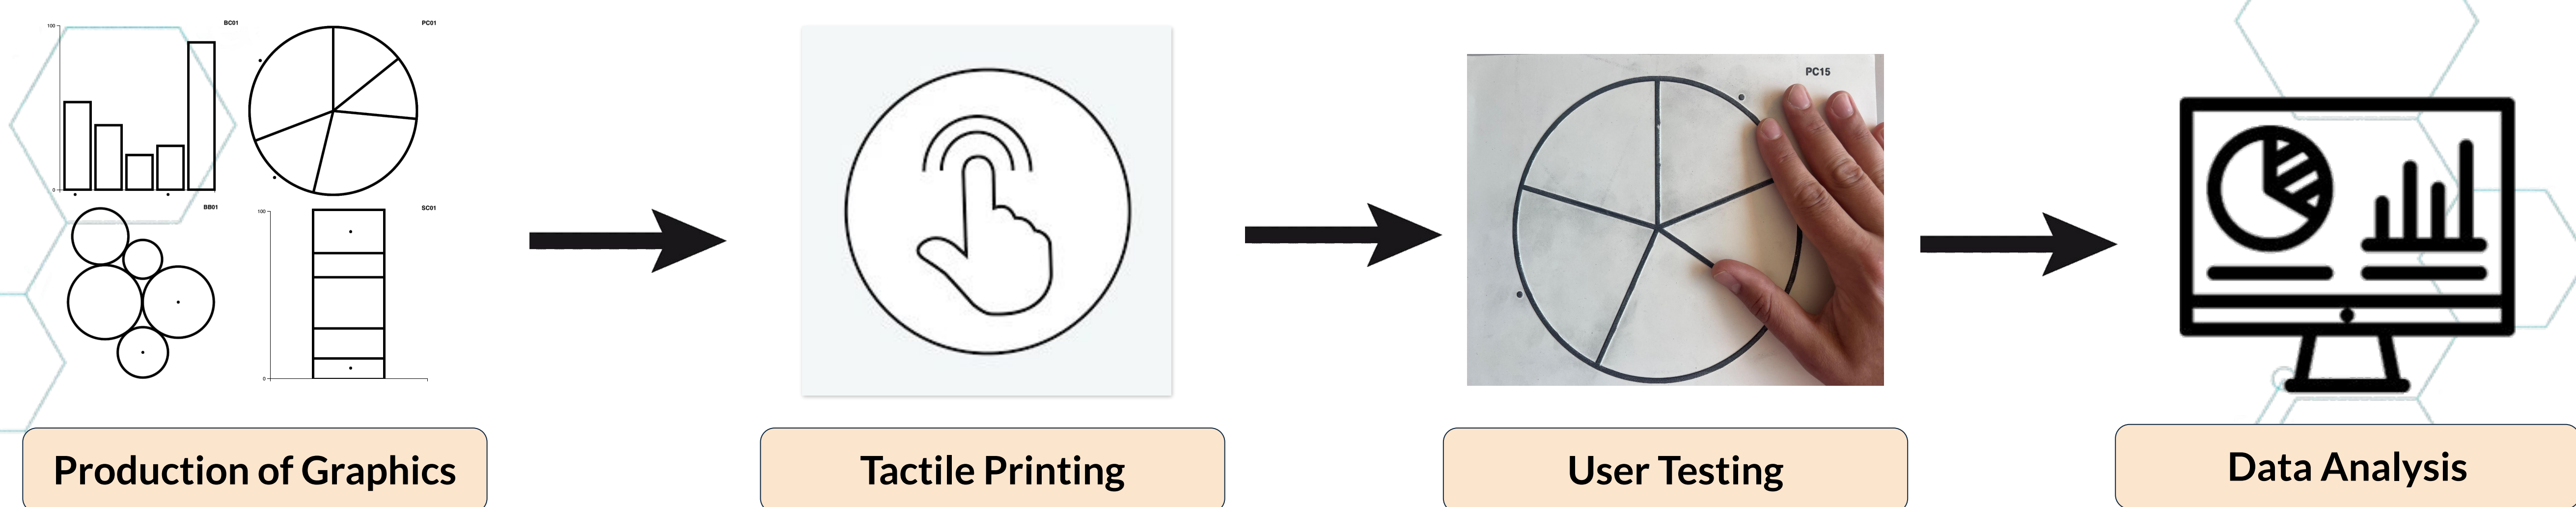 100
BC01
0
PC01
BB01
100
SC01
0
PC15
Production of Graphics
Tactile Printing
User Testing
Data Analysis